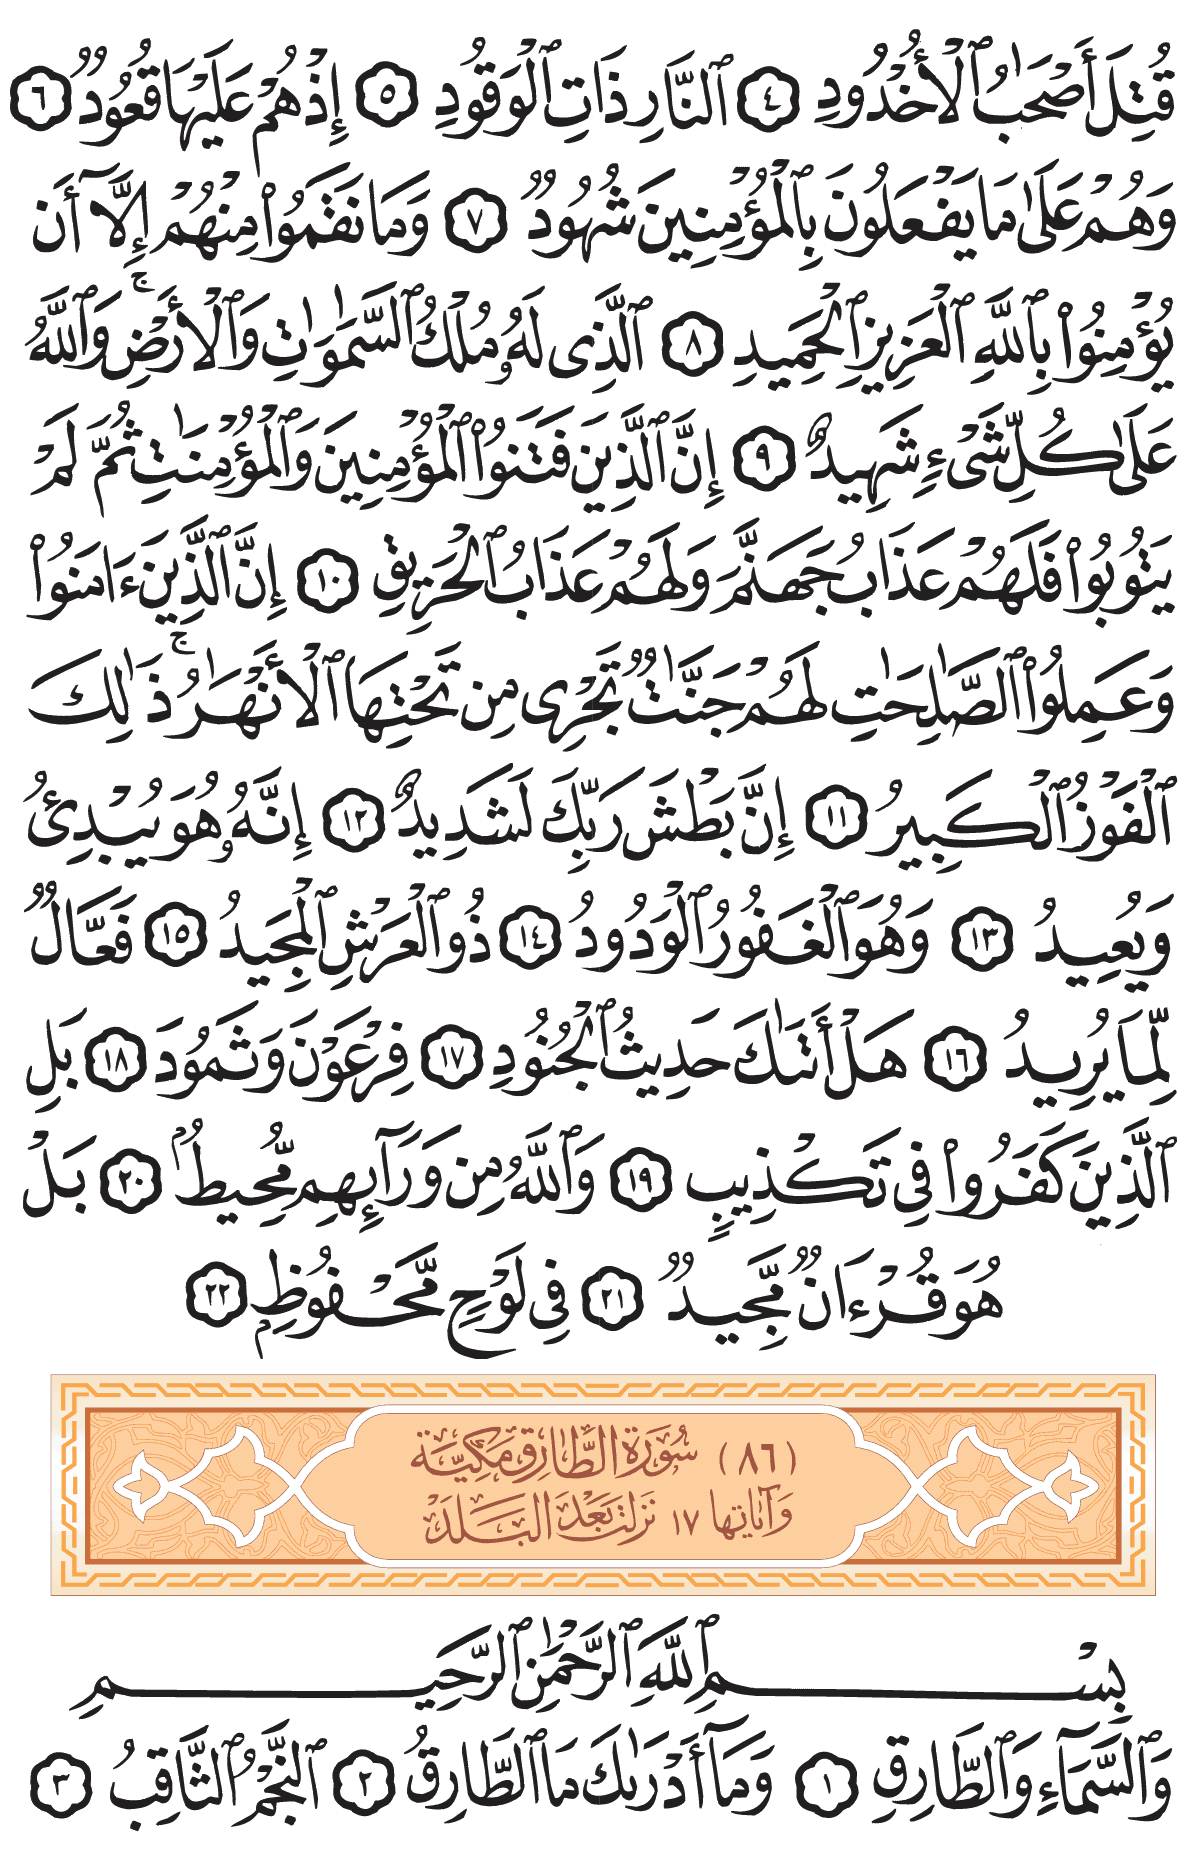 قُتِلَ أَصْحَٰبُ ٱلْأُخْدُودِ ٤ ٱلنَّارِ ذَاتِ ٱلْوَقُودِ ٥ إِذْ هُمْ عَلَيْهَا قُعُودٌ ٦
وَهُمْ عَلَىٰ مَا يَفْعَلُونَ بِٱلْمُؤْمِنِينَ شُهُودٌ ٧ وَمَا نَقَمُوا۟ مِنْهُمْ إِلَّآ أَن
يُؤْمِنُوا۟ بِٱللَّهِ ٱلْعَزِيزِ ٱلْحَمِيدِ ٨ ٱلَّذِى لَهُۥ مُلْكُ ٱلسَّمَٰوَٰتِ وَٱلْأَرْضِۚ وَٱللَّهُ
عَلَىٰ كُلِّ شَىْءٍ شَهِيدٌ ٩ إِنَّ ٱلَّذِينَ فَتَنُوا۟ ٱلْمُؤْمِنِينَ وَٱلْمُؤْمِنَٰتِ ثُمَّ لَمْ
يَتُوبُوا۟ فَلَهُمْ عَذَابُ جَهَنَّمَ وَلَهُمْ عَذَابُ ٱلْحَرِيقِ ١٠ إِنَّ ٱلَّذِينَ ءَامَنُوا۟
وَعَمِلُوا۟ ٱلصَّٰلِحَٰتِ لَهُمْ جَنَّٰتٌ تَجْرِى مِن تَحْتِهَا ٱلْأَنْهَٰرُۚ ذَٰلِكَ
ٱلْفَوْزُ ٱلْكَبِيرُ ١١ إِنَّ بَطْشَ رَبِّكَ لَشَدِيدٌ ١٢ إِنَّهُۥ هُوَ يُبْدِئُ
وَيُعِيدُ ١٣ وَهُوَ ٱلْغَفُورُ ٱلْوَدُودُ ١٤ ذُو ٱلْعَرْشِ ٱلْمَجِيدُ ١٥ فَعَّالٌ
لِّمَا يُرِيدُ ١٦ هَلْ أَتَىٰكَ حَدِيثُ ٱلْجُنُودِ ١٧ فِرْعَوْنَ وَثَمُودَ ١٨ بَلِ
ٱلَّذِينَ كَفَرُوا۟ فِى تَكْذِيبٍ ١٩ وَٱللَّهُ مِن وَرَآئِهِم مُّحِيطٌۢ ٢٠ بَلْ
هُوَ قُرْءَانٌ مَّجِيدٌ ٢١ فِى لَوْحٍ مَّحْفُوظٍۭ ٢٢
(٨٦) سُورَةُ الطَّارِقِ مَكِّيَّة
وَآيَاتُهَا ١٧ نَزَلَتْ بَعْدَ الْبَلَدْ
بِسْمِ ٱللَّهِ ٱلرَّحْمَٰنِ ٱلرَّحِيمِ
وَٱلسَّمَآءِ وَٱلطَّارِقِ ١ وَمَآ أَدْرَىٰكَ مَا ٱلطَّارِقُ ٢ ٱلنَّجْمُ ٱلثَّاقِبُ ٣